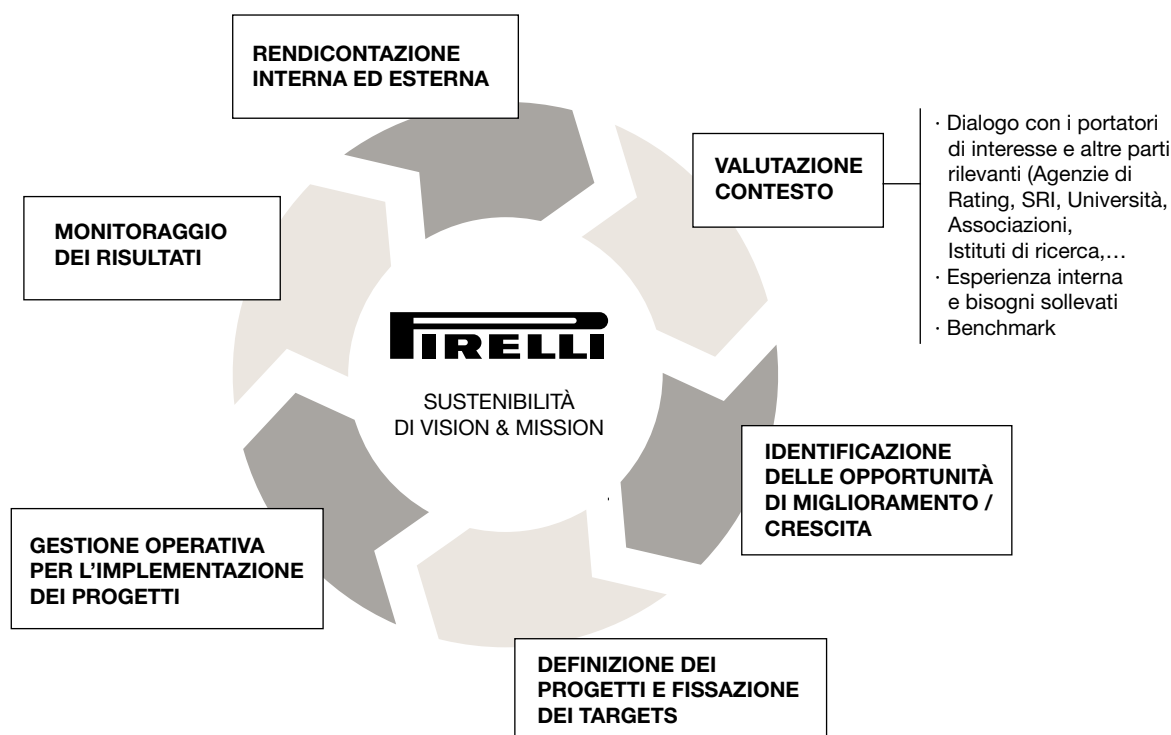 RENDICONTAZIONE
INTERNA ED ESTERNA
VALUTAZIONE
CONTESTO
· Dialogo con i portatori
di interesse e altre parti
rilevanti (Agenzie di
Rating, SRI, Università,
Associazioni,
Istituti di ricerca,…
· Esperienza interna
e bisogni sollevati
· Benchmark
MONITORAGGIO
DEI RISULTATI
PIRELLI
SUSTENIBILITÀ
DI VISION & MISSION
IDENTIFICAZIONE
DELLE OPPORTUNITÀ
DI MIGLIORAMENTO /
CRESCITA
GESTIONE OPERATIVA
PER L’IMPLEMENTAZIONE
DEI PROGETTI
DEFINIZIONE DEI
PROGETTI E FISSAZIONE
DEI TARGETS